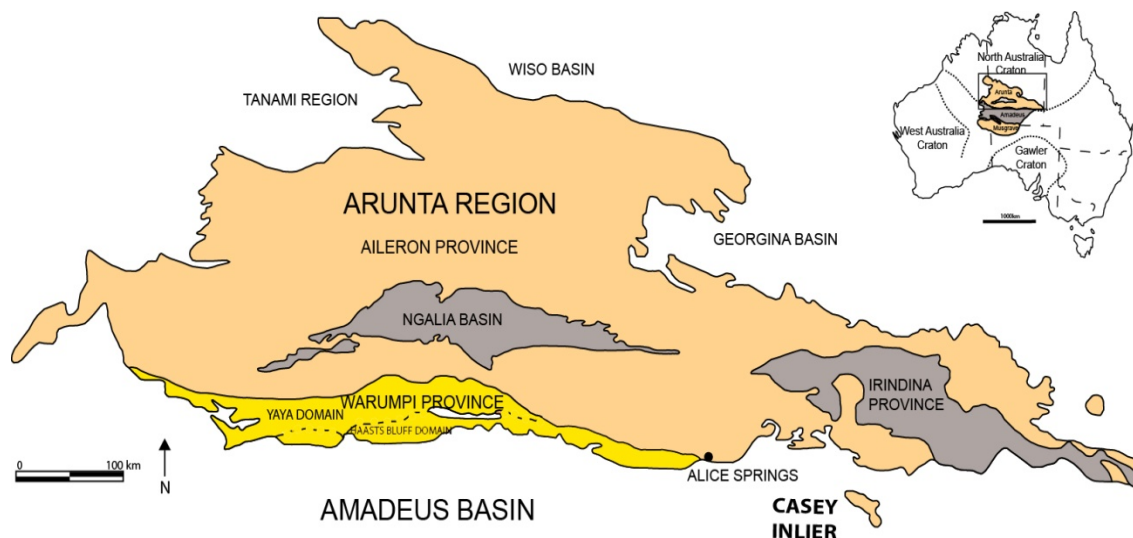 WISO BASIN
TANAMI REGION
ARUNTA REGION
AILERON PROVINCE
GEORGINA BASIN
NGALIA BASIN
IRINDINA
PROVINCE
WARUMPI PROVINCE
YAYA DOMAIN
HAASTS BLUFF DOMAIN
0 100 km
N
ALICE SPRINGS
AMADEUS BASIN
CASEY
INLIER
North Australia
Craton
Arunta
Amadeus
Musgrave
West Australia
Craton
Gawler
Craton
1000km